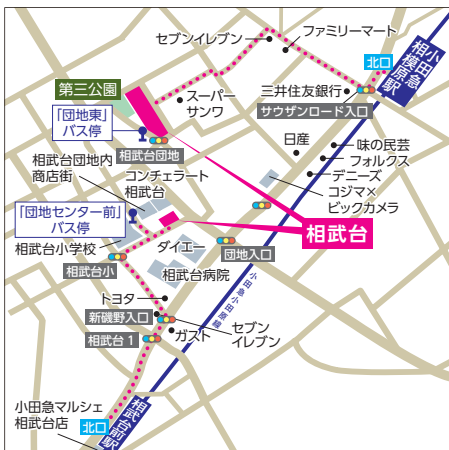 セブンイレブン
ファミリーマート
北口
小田急
相模原駅
第三公園
スーパー
サンワ
三井住友銀行
サウザンロード入口
「団地東」
バス停
相武台団地
日産
味の民芸
フォルクス
デニーズ
コジマ×
ビックカメラ
相武台団地内
商店街
コンチェラート
相武台
「団地センター前」
バス停
相武台
相武台小学校
ダイエー
団地入口
相武台小
相武台病院
小田急小田原線
トヨタ
新磯野入口
セブン
イレブン
ガスト
相武台 1
小田急マルシェ
相武台店
北口
相武台前駅